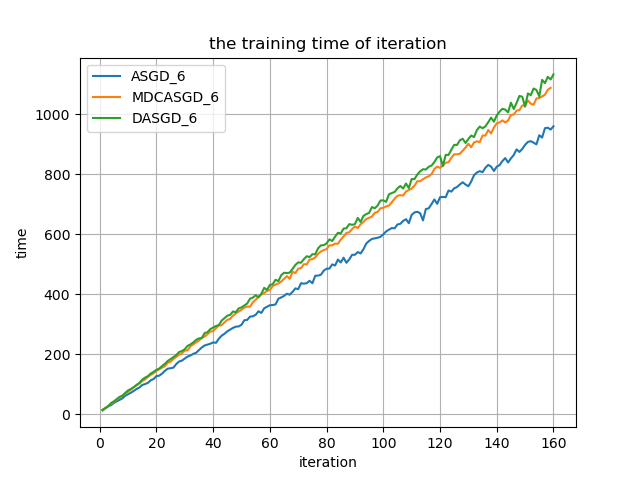 the training time of iteration
ASGD_6
MDCASGD_6
DASGD_6
time
1000
800
600
400
200
0
0 20 40 60 80 100 120 140 160
iteration